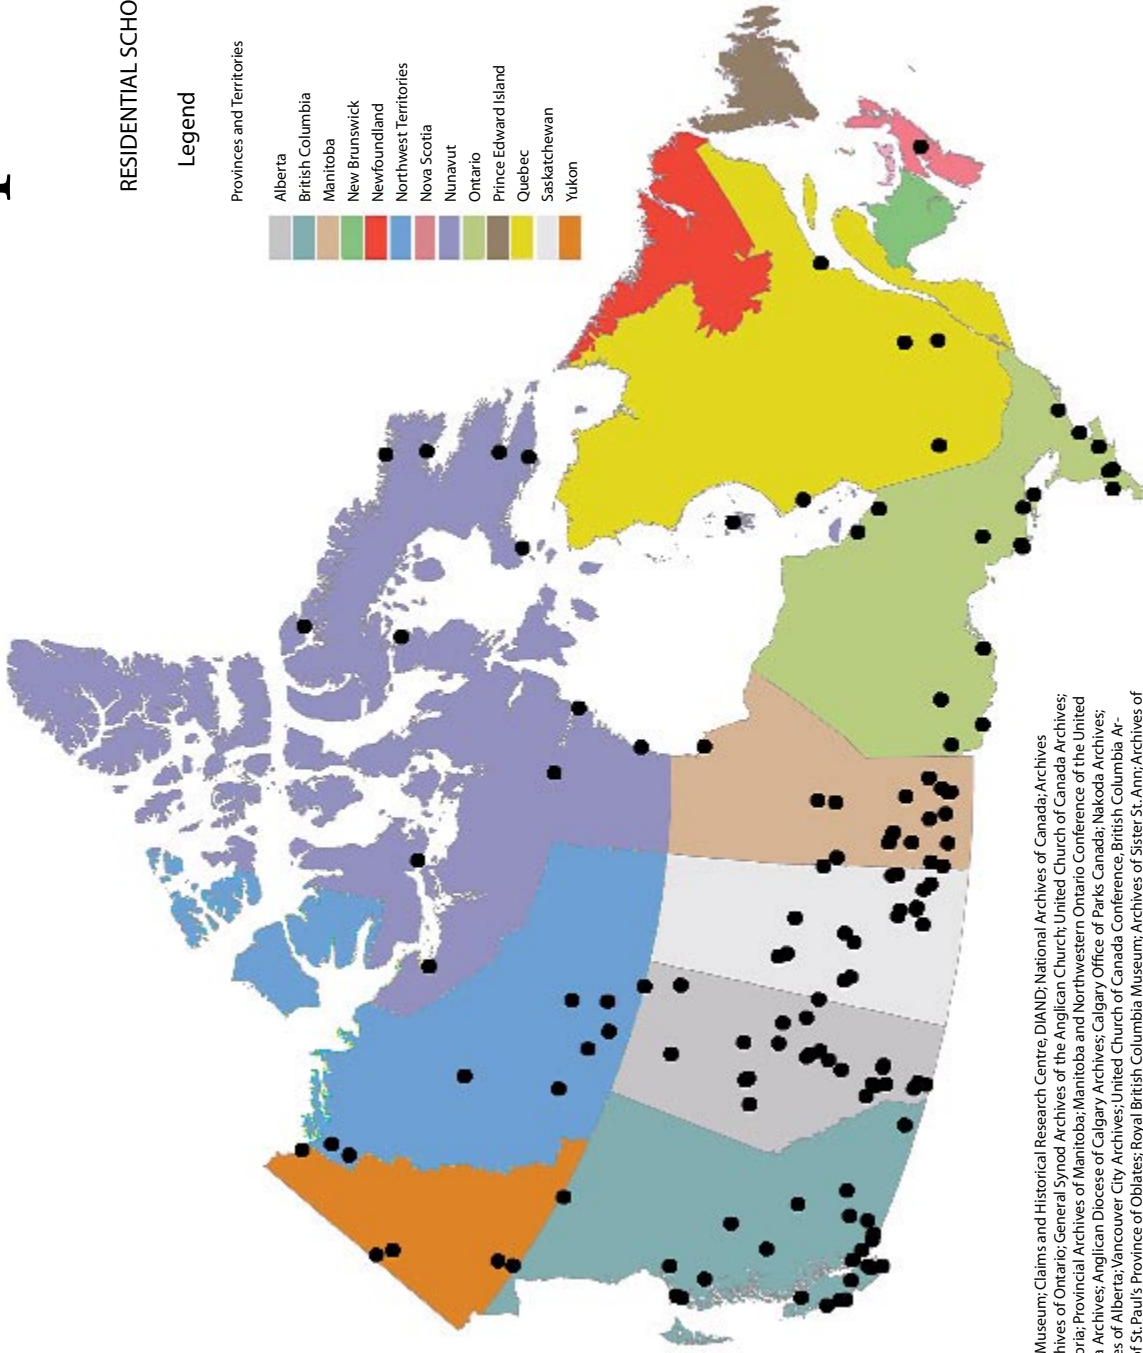 RESIDENTIAL SCHO
Legend
Provinces and Territories
Alberta
British Columbia
Manitoba
New Brunswick
Newfoundland
Northwest Territories
Nova Scotia
Nunavut
Ontario
Prince Edward Island
Quebec
Saskatchewan
Yukon
Museum; Claims and Historical Research Centre, DIAND; National Archives of Canada; Archives
hives of Ontario; General Synod Archives of the Anglican Church; United Church of Canada Archives;
oria; Provincial Archives of Manitoba; Manitoba and Northwestern Ontario Conference of the United
a Archives; Anglican Diocese of Calgary Archives; Calgary Office of Parks Canada; Nakoda Archives;
es of Alberta; Vancouver City Archives; United Church of Canada Conference, British Columbia Ar-
of St. Paul's Province of Oblates; Royal British Columbia Museum; Archives of Sister St. Ann; Archives of